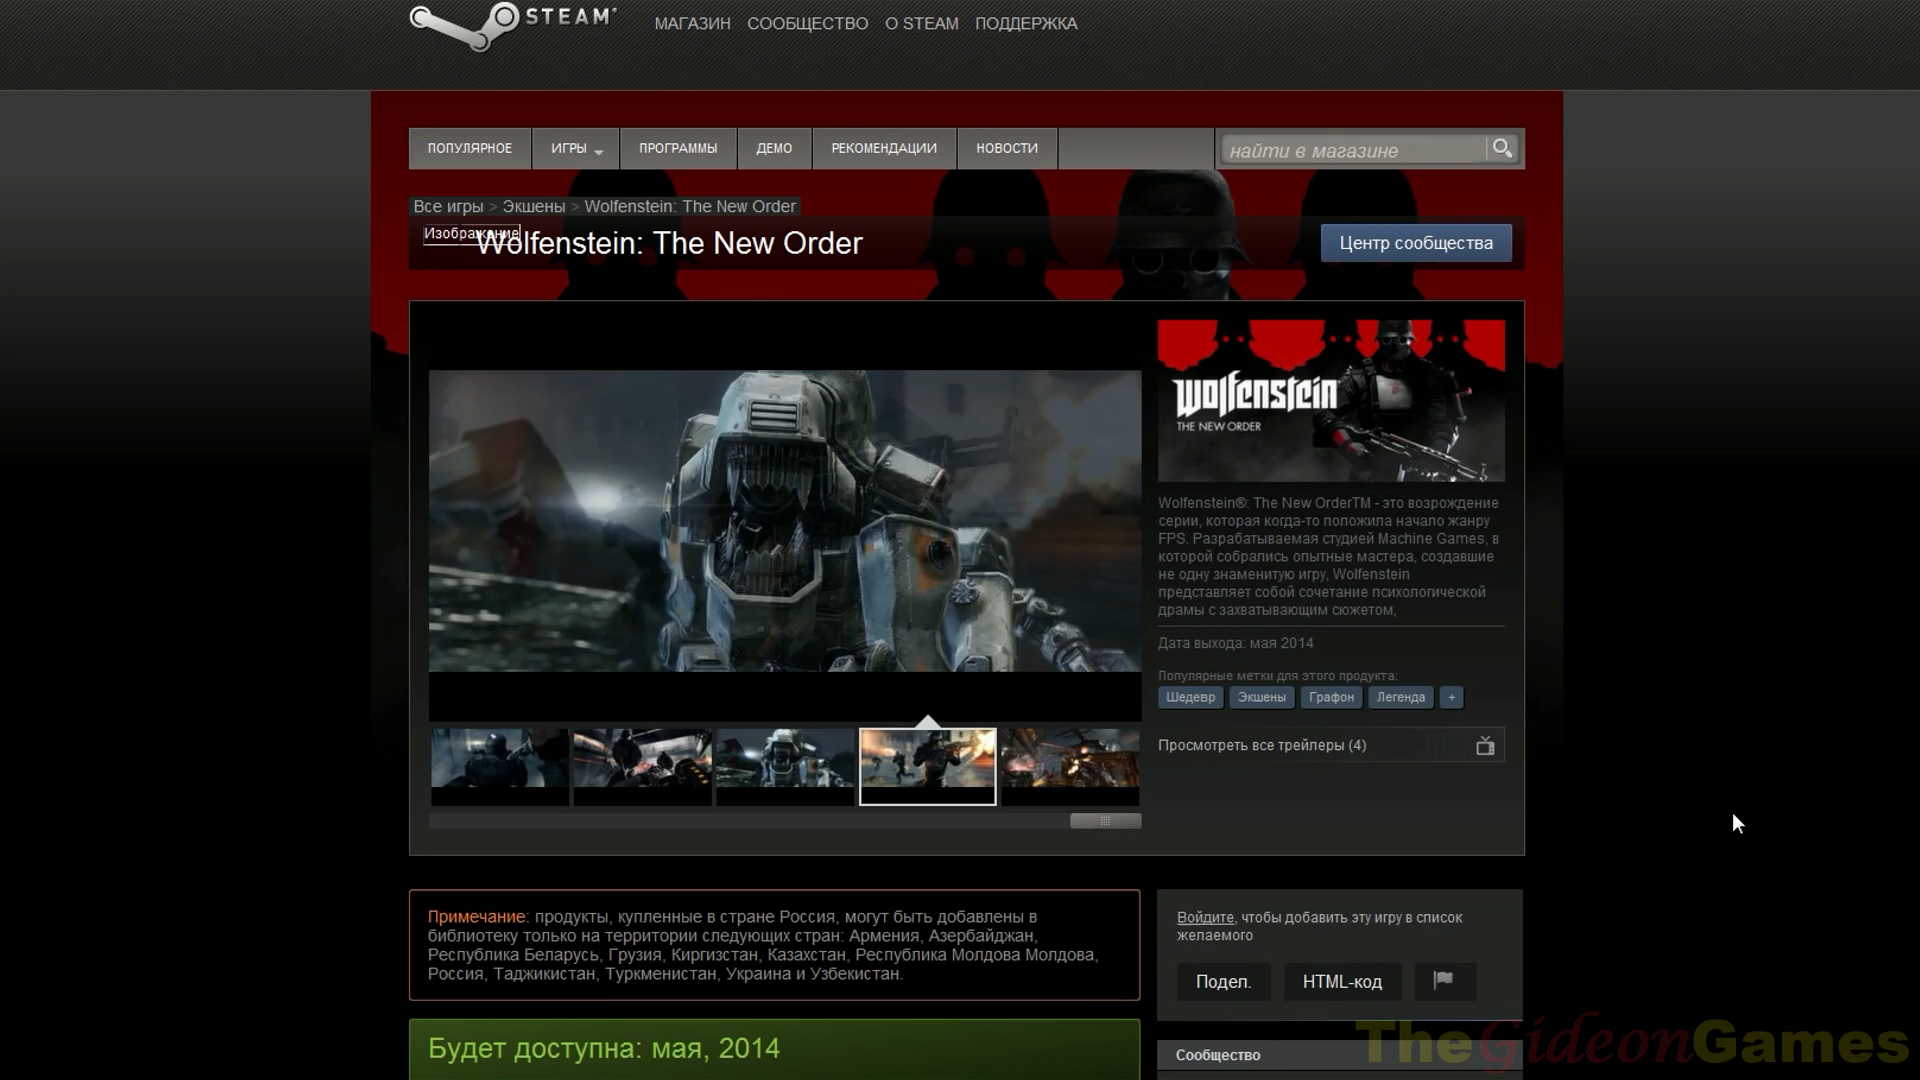 STEAM
МАГАЗИН СООБЩЕСТВО О STEAM ПОДДЕРЖКА
ПОПУЛЯРНОЕ ИГРЫ ПРОГРАММЫ ДЕМО РЕКОМЕНДАЦИИ НОВОСТИ найти в магазине
Все игры > Экшены > Wolfenstein: The New Order
Изображение
Wolfenstein: The New Order
Центр сообщества
wolfenstein
THE NEW ORDER
Wolfenstein®: The New OrderTM - это возрождение
серии, которая когда-то положила начало жанру
FPS. Разрабатываемая студией Machine Games, в
которой собрались опытные мастера, создавшие
не одну знаменитую игру, Wolfenstein
представляет собой сочетание психологической
драмы с захватывающим сюжетом,
Дата выхода: мая 2014
Популярные метки для этого продукта:
Шедевр Экшены Графон Легенда +
Просмотреть все трейлеры (4)
Примечание: продукты, купленные в стране Россия, могут быть добавлены в
библиотеку только на территории следующих стран: Армения, Азербайджан,
Республика Беларусь, Грузия, Киргизстан, Казахстан, Республика Молдова Молдова,
Россия, Таджикистан, Туркменистан, Украина и Узбекистан.
Будет доступна: мая, 2014
Войдите, чтобы добавить эту игру в список
желаемого
Подел. HTML-код
Сообщество
TheGideonGames